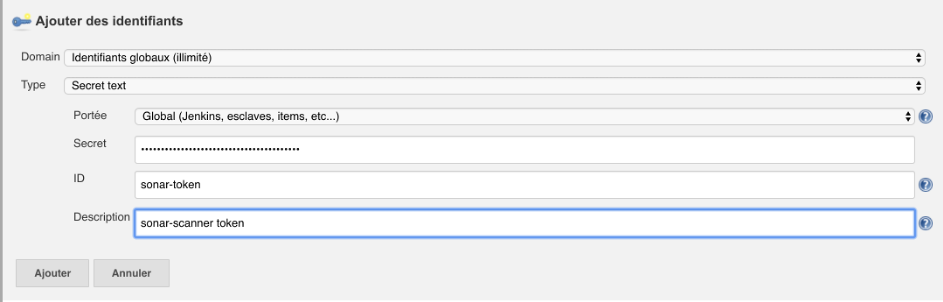 Ajouter des identifiants
Domain Identifiants globaux (illimité)
Type Secret text
Portée Global (Jenkins, esclaves, items, etc...)
Secret ••••••••••••••••••••••••••••••••••••••••
ID sonar-token
Description sonar-scanner token
Ajouter Annuler